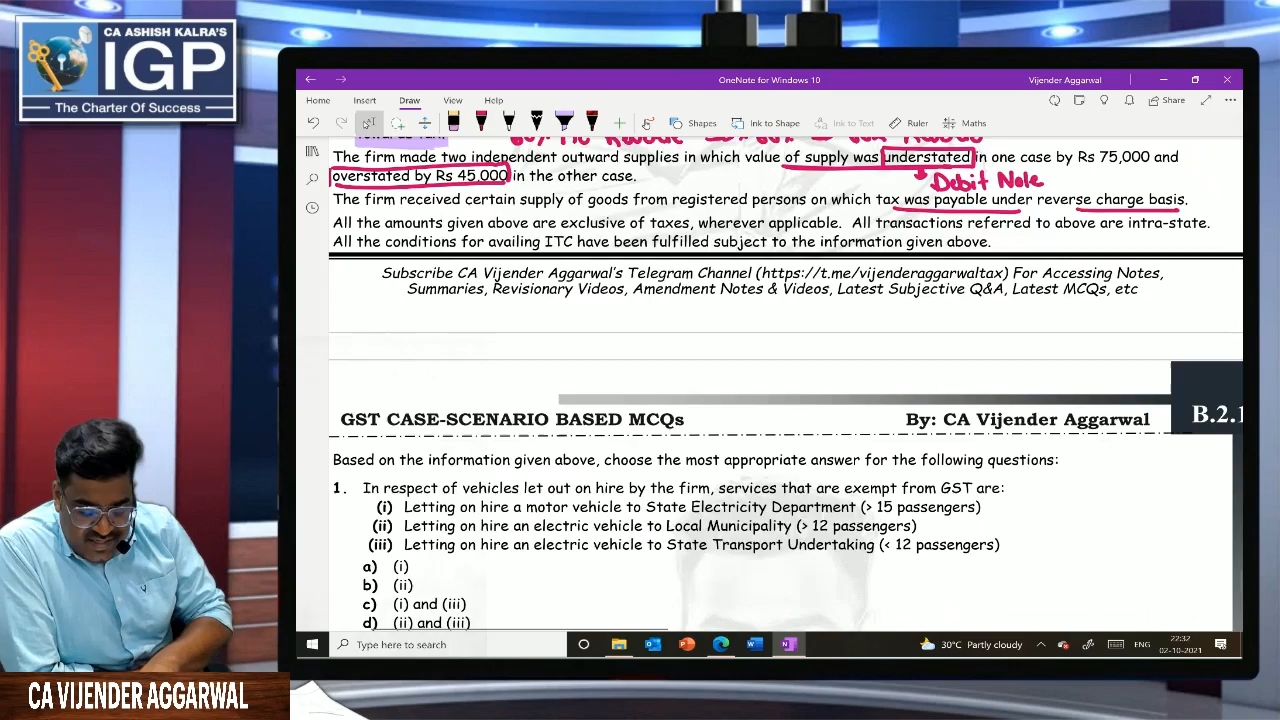 CA ASHISH KALRA'S
IGP
The Charter Of Success
OneNote for Windows 10
Vijender Aggarwal
Home Insert Draw View Help
Share
Shapes Ink to Shape Ink to Text Ruler Maths
The firm made two independent outward supplies in which value of supply was understated in one case by Rs 75,000 and
overstated by Rs 45,000 in the other case.
Debit Note
The firm received certain supply of goods from registered persons on which tax was payable under reverse charge basis.
All the amounts given above are exclusive of taxes, wherever applicable. All transactions referred to above are intra-state.
All the conditions for availing ITC have been fulfilled subject to the information given above.
Subscribe CA Vijender Aggarwal's Telegram Channel (https://t.me/vijenderaggarwaltax) For Accessing Notes,
Summaries, Revisionary Videos, Amendment Notes & Videos, Latest Subjective Q&A, Latest MCQs, etc
GST CASE-SCENARIO BASED MCQs By: CA Vijender Aggarwal B.2.1
Based on the information given above, choose the most appropriate answer for the following questions:
1. In respect of vehicles let out on hire by the firm, services that are exempt from GST are:
(i) Letting on hire a motor vehicle to State Electricity Department (> 15 passengers)
(ii) Letting on hire an electric vehicle to Local Municipality (> 12 passengers)
(iii) Letting on hire an electric vehicle to State Transport Undertaking (< 12 passengers)
a) (i)
b) (ii)
c) (i) and (iii)
d) (ii) and (iii)
Type here to search
30°C Partly cloudy
ENG
22:32
02-10-2021
CA VIJENDER AGGARWAL